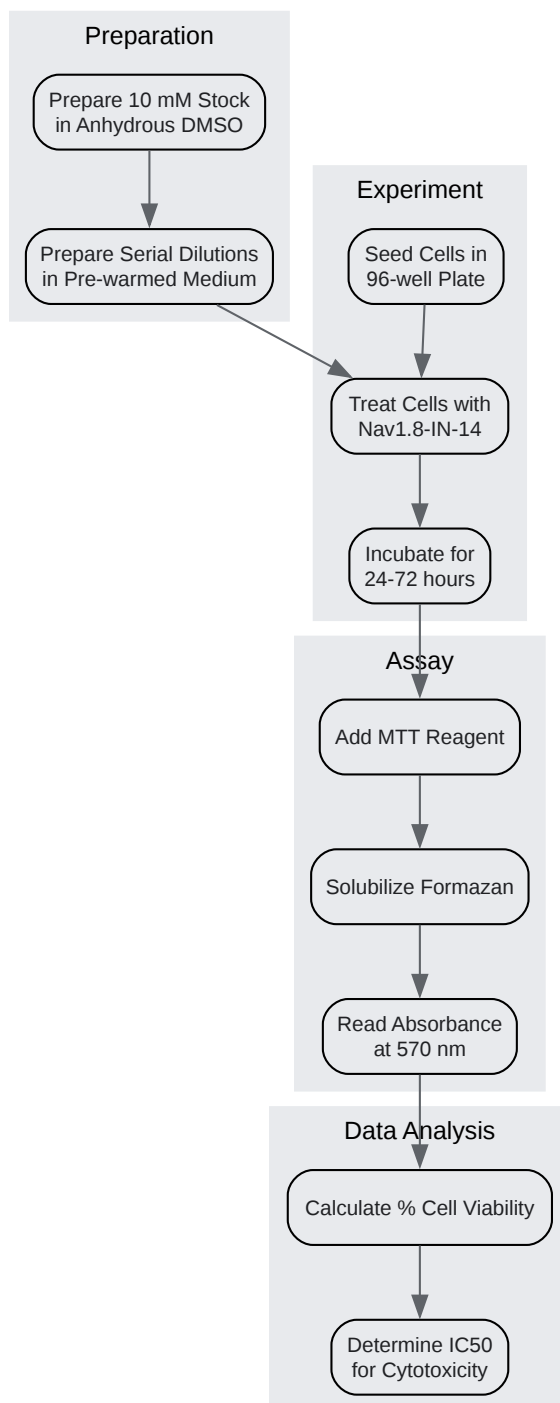 Preparation
Prepare 10 mM Stock
in Anhydrous DMSO
Prepare Serial Dilutions
in Pre-warmed Medium
Experiment
Seed Cells in
96-well Plate
Treat Cells with
Nav1.8-IN-14
Incubate for
24-72 hours
Assay
Add MTT Reagent
Solubilize Formazan
Read Absorbance
at 570 nm
Data Analysis
Calculate % Cell Viability
Determine IC50
for Cytotoxicity